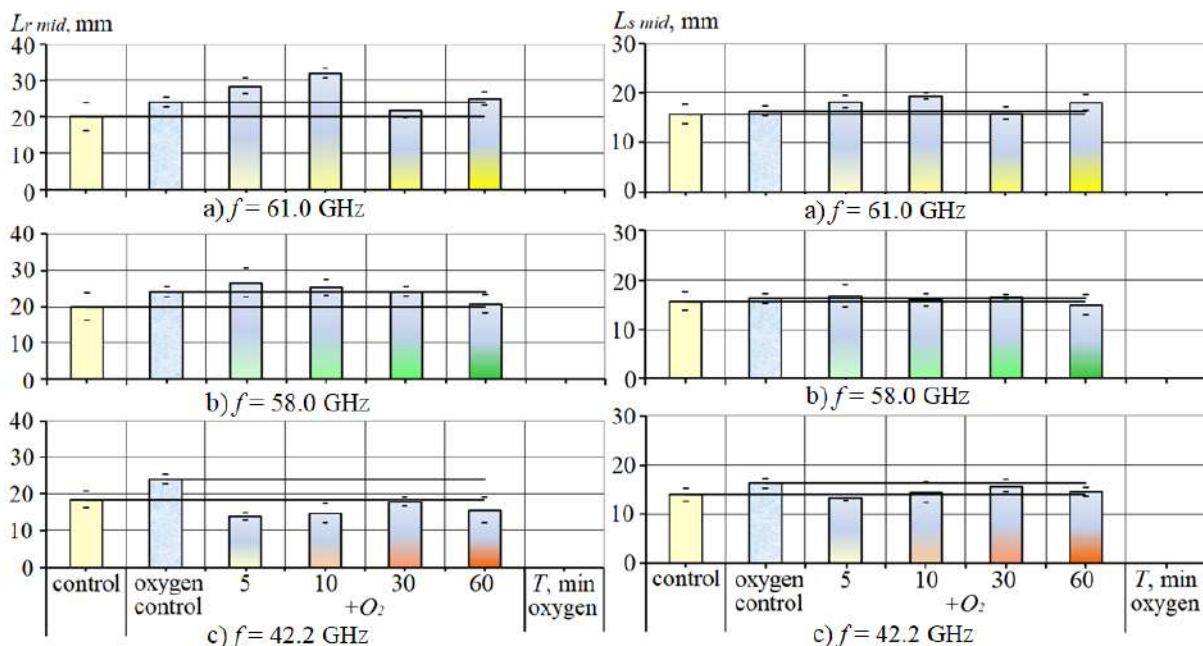 Lr mid, mm
40
30
20
10
0
a) f = 61.0 GHz
40
30
20
10
0
b) f = 58.0 GHz
40
30
20
10
0
control
oxygen control
5 10 30 60
+O2
T, min oxygen
c) f = 42.2 GHz
Ls mid, mm
30
20
10
0
a) f = 61.0 GHz
30
20
10
0
b) f = 58.0 GHz
30
20
10
0
control
oxygen control
5 10 30 60
+O2
T, min oxygen
c) f = 42.2 GHz